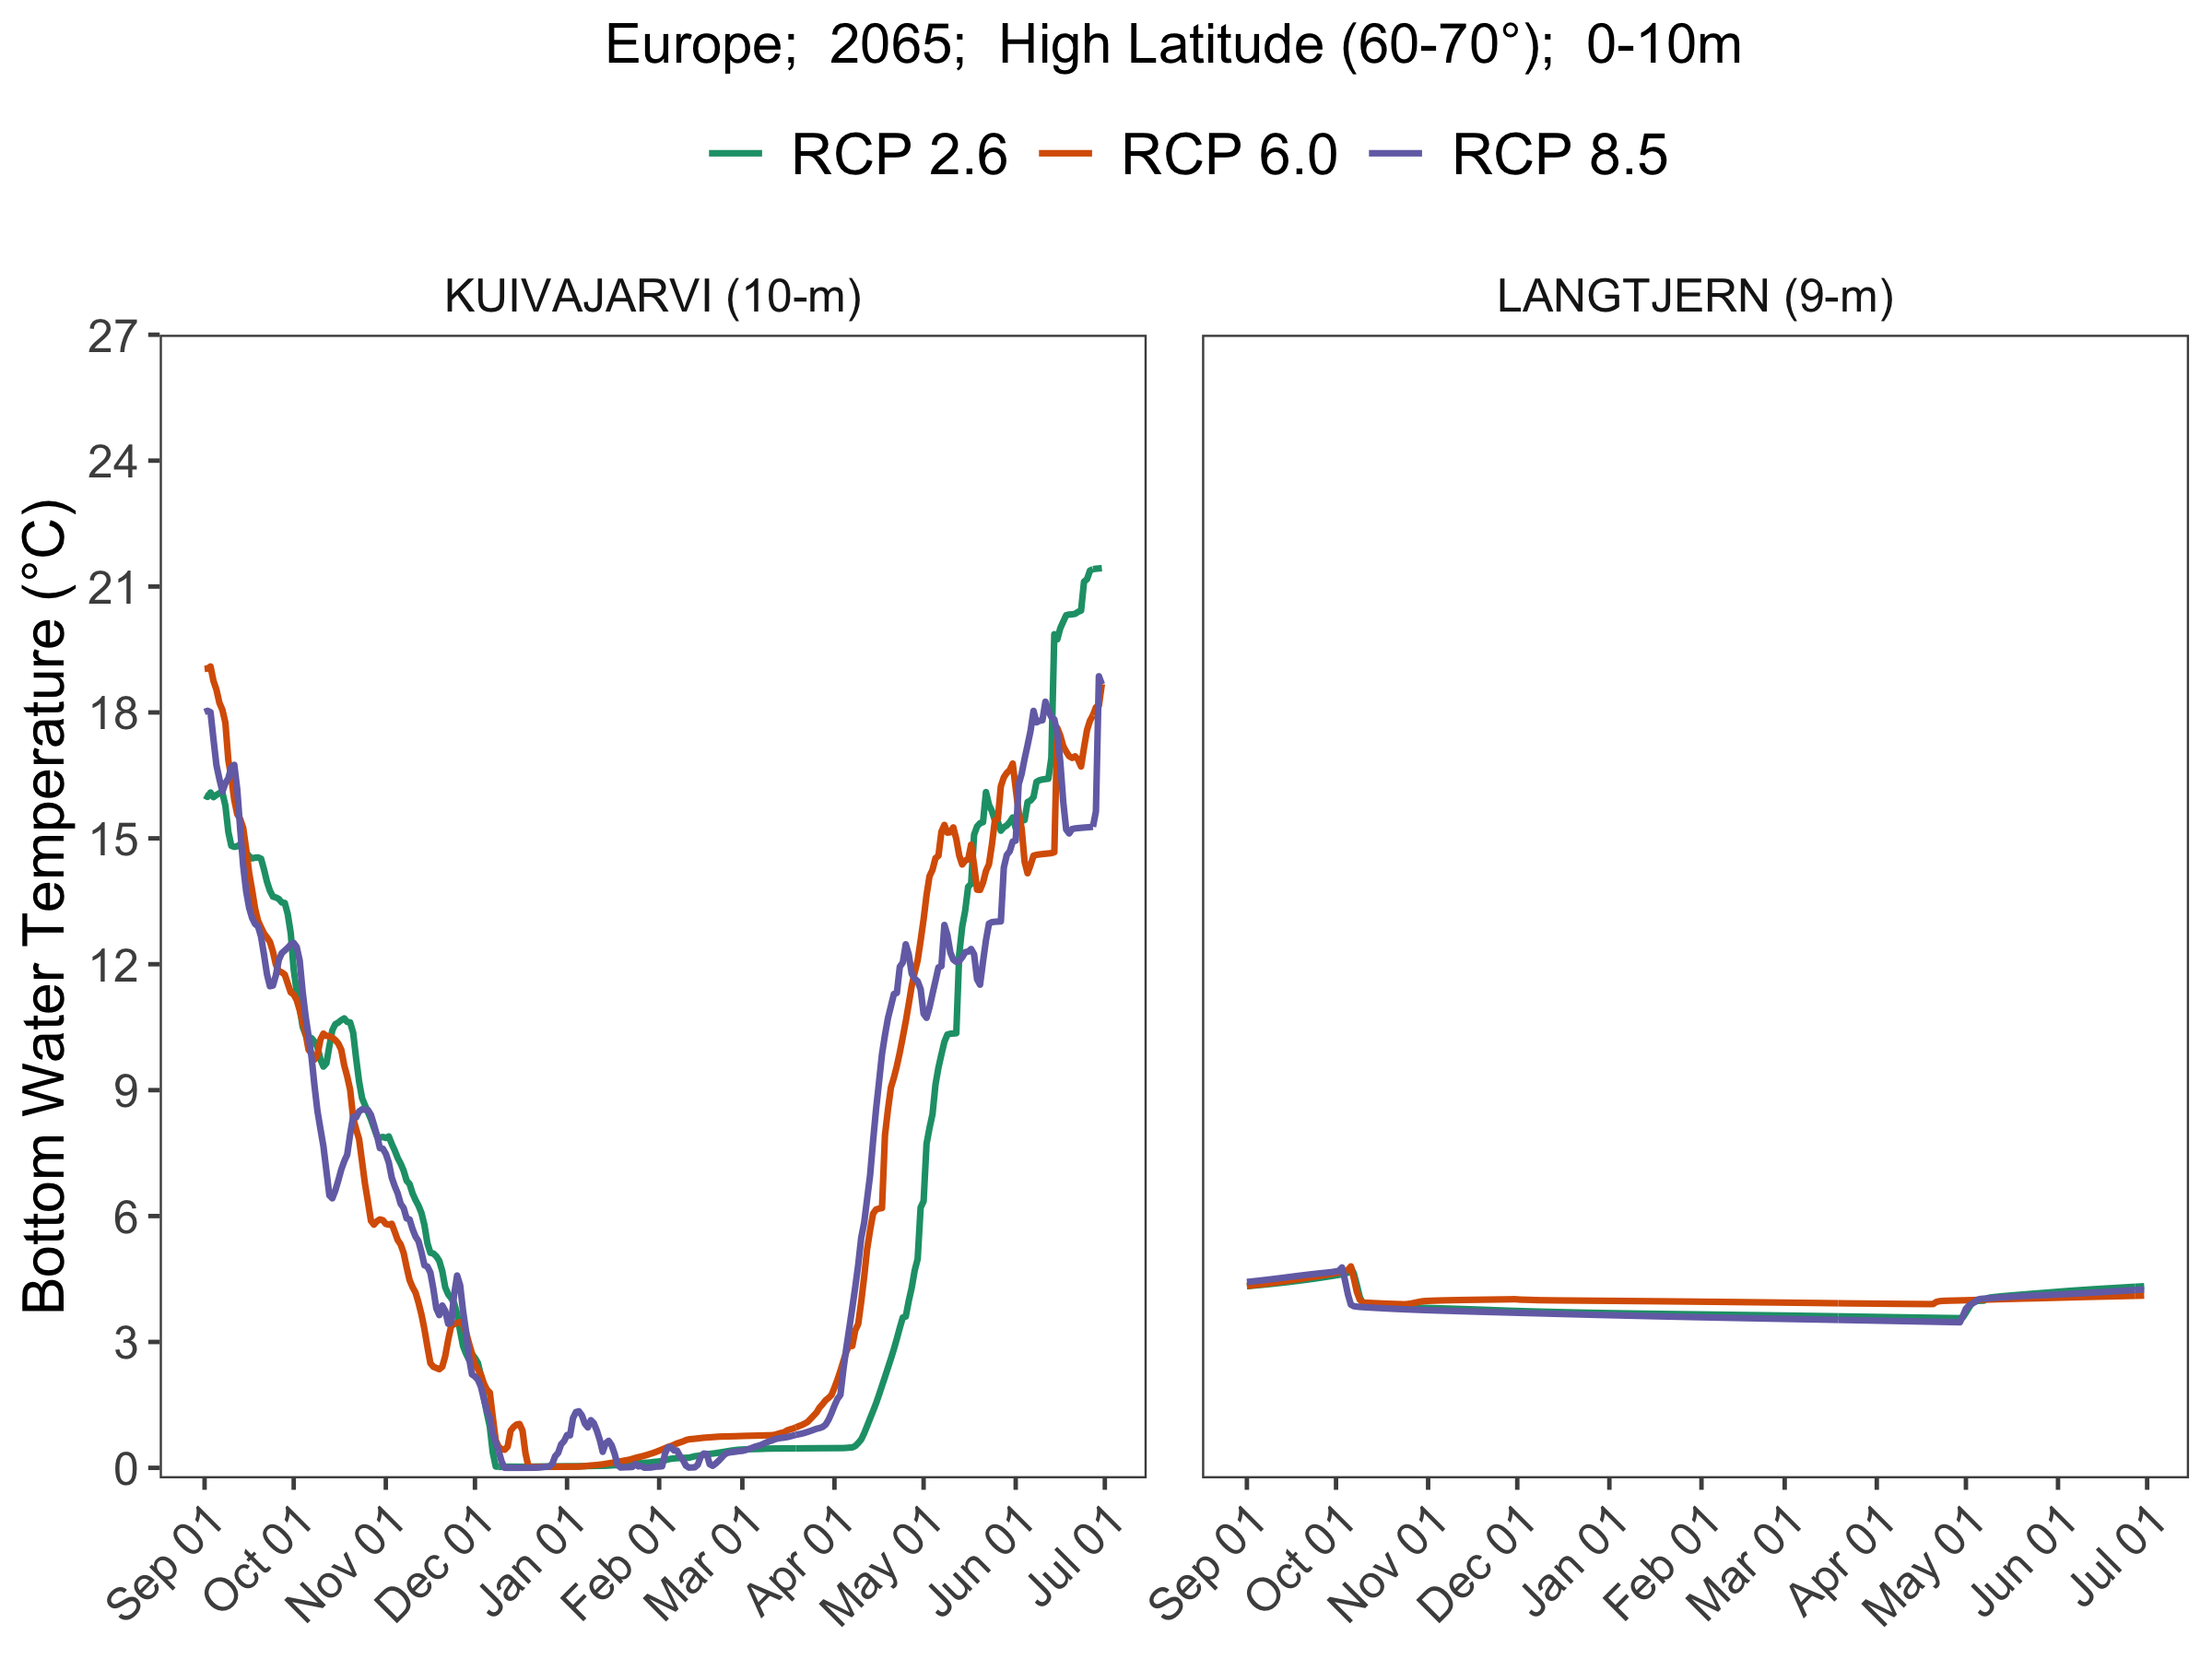 Europe; 2065; High Latitude (60-70°); 0-10m
RCP 2.6 RCP 6.0 RCP 8.5
KUIVAJARVI (10-m) LANGTJERN (9-m)
Bottom Water Temperature (°C)
27
24
21
18
15
12
9
6
3
0
Sep 01 Oct 01 Nov 01 Dec 01 Jan 01 Feb 01 Mar 01 Apr 01 May 01 Jun 01 Jul 01 Sep 01 Oct 01 Nov 01 Dec 01 Jan 01 Feb 01 Mar 01 Apr 01 May 01 Jun 01 Jul 01